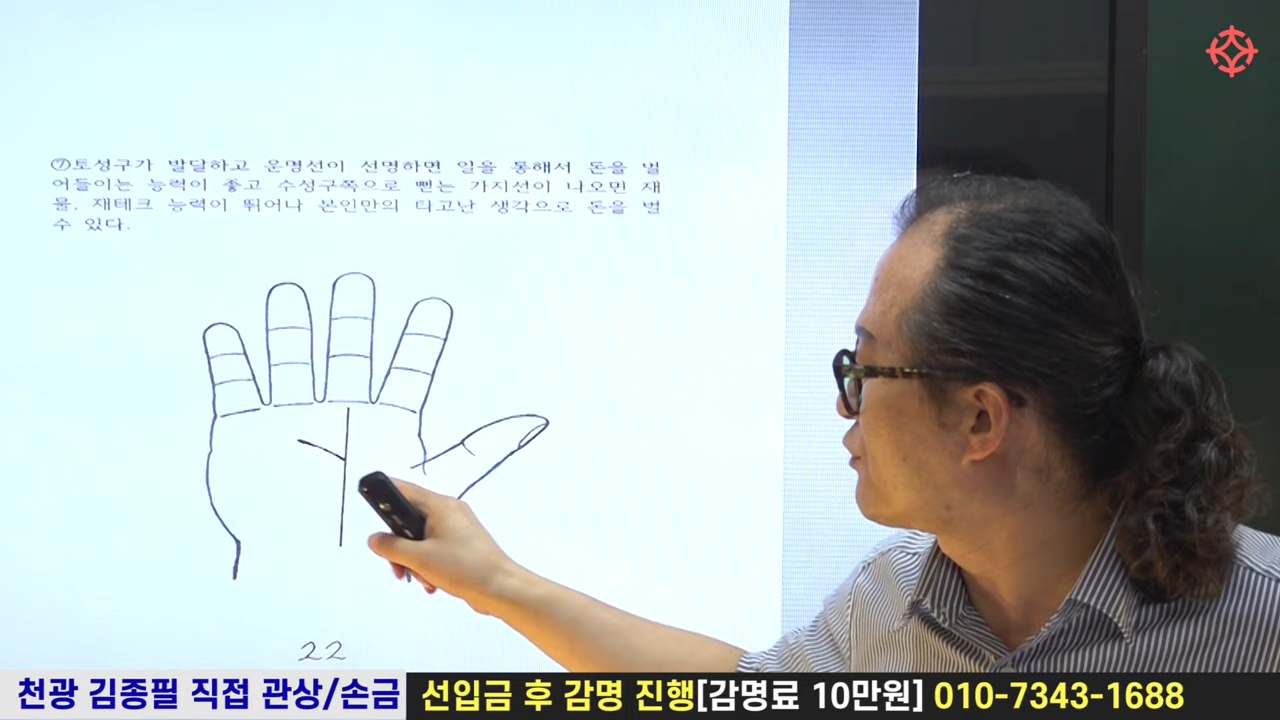 ⑦토성구가 발달하고 운명선이 선명하면 일을 통해서 돈을 벌
어들이는 능력이 좋고 수성구쪽으로 뻗는 가지선이 나오면 재
물, 재테크 능력이 뛰어나 본인만의 타고난 생각으로 돈을 벌
수 있다.
22
천광 김종필 직접 관상/손금 선입금 후 감명 진행[감명료 10만원] 010-7343-1688